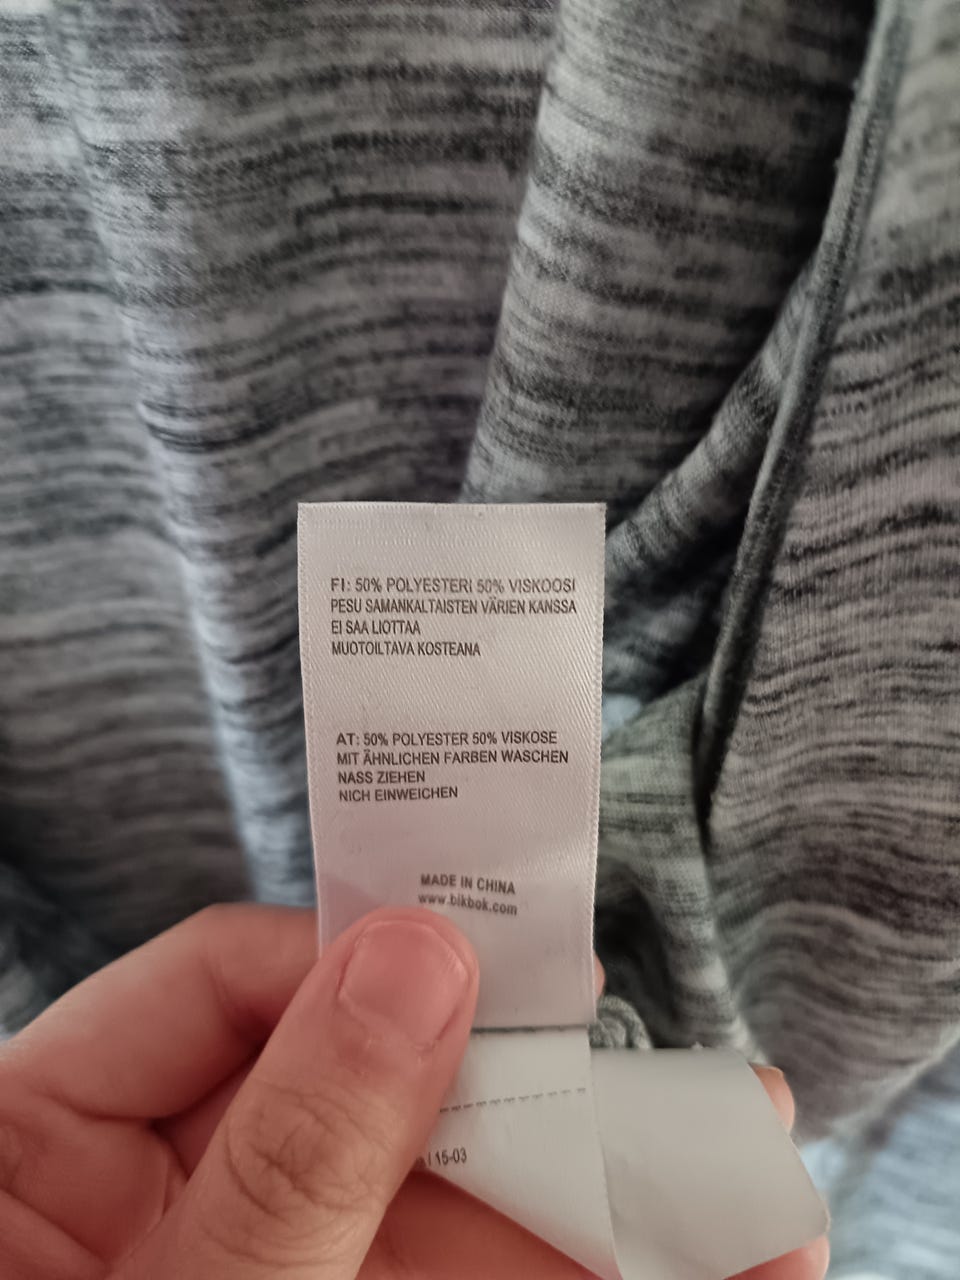 FI: 50% POLYESTERI 50% VISKOOSI
PESU SAMANKALTAISTEN VÄRIEN KANSSA
EI SAA LIOTTAA
MUOTOILTAVA KOSTEANA
AT: 50% POLYESTER 50% VISKOSE
MIT ÄHNLICHEN FARBEN WASCHEN
NASS ZIEHEN
NICH EINWEICHEN
MADE IN CHINA
www.bikbok.com
/ 15-03